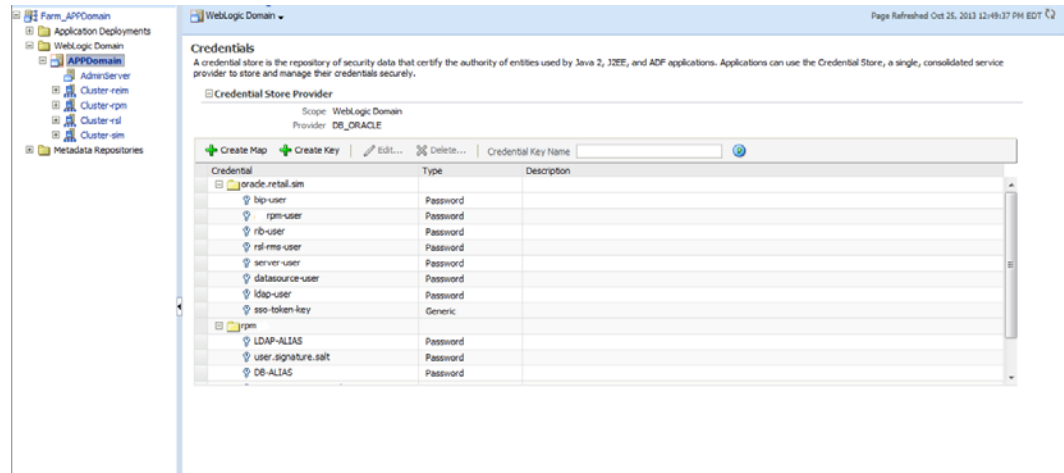 Farm_APPDomain
Application Deployments
WebLogic Domain
APPDomain
AdminServer
Cluster-reim
Cluster-rpm
Cluster-rsl
Cluster-sim
Metadata Repositories
WebLogic Domain
Page Refreshed Oct 25, 2013 12:49:37 PM EDT
Credentials
A credential store is the repository of security data that certify the authority of entities used by Java 2, J2EE, and ADF applications. Applications can use the Credential Store, a single, consolidated service
provider to store and manage their credentials securely.
Credential Store Provider
Scope WebLogic Domain
Provider DB_ORACLE
Create Map Create Key Edit... Delete... Credential Key Name
Credential Type Description
oracle.retail.sim
bip-user Password
rpm-user Password
rib-user Password
rsl-rms-user Password
server-user Password
datasource-user Password
ldap-user Password
sso-token-key Generic
rpm
LDAP-ALIAS Password
user.signature.salt Password
DB-ALIAS Password